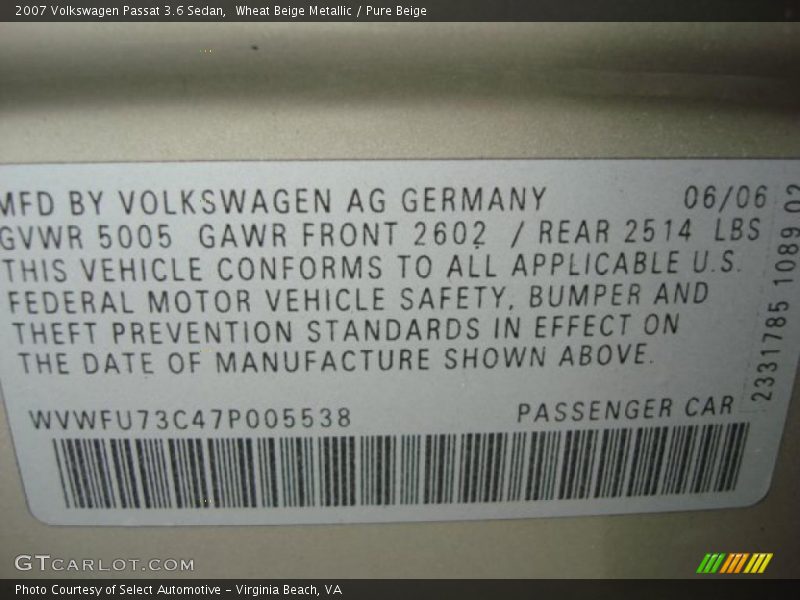 2007 Volkswagen Passat 3.6 Sedan,  Wheat Beige Metallic / Pure Beige
MFD BY VOLKSWAGEN AG GERMANY 06/06
GVWR 5005 GAWR FRONT 2602 / REAR 2514 LBS
THIS VEHICLE CONFORMS TO ALL APPLICABLE U.S.
FEDERAL MOTOR VEHICLE SAFETY, BUMPER AND
THEFT PREVENTION STANDARDS IN EFFECT ON
THE DATE OF MANUFACTURE SHOWN ABOVE.
WVWFU73C47P005538 PASSENGER CAR
2331785 1089 02
GTCARLOT.COM
Photo Courtesy of Select Automotive - Virginia Beach, VA